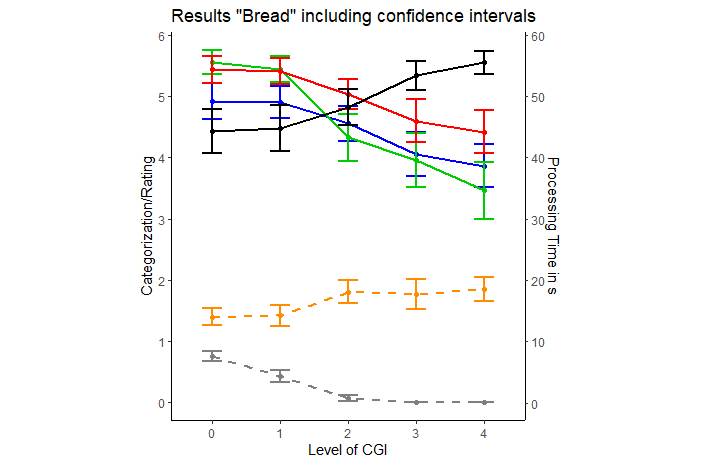 Results "Bread" including confidence intervals
6
5
4
3
2
1
0
Categorization/Rating
60
50
40
30
20
10
0
Processing Time in s
0 1 2 3 4
Level of CGI